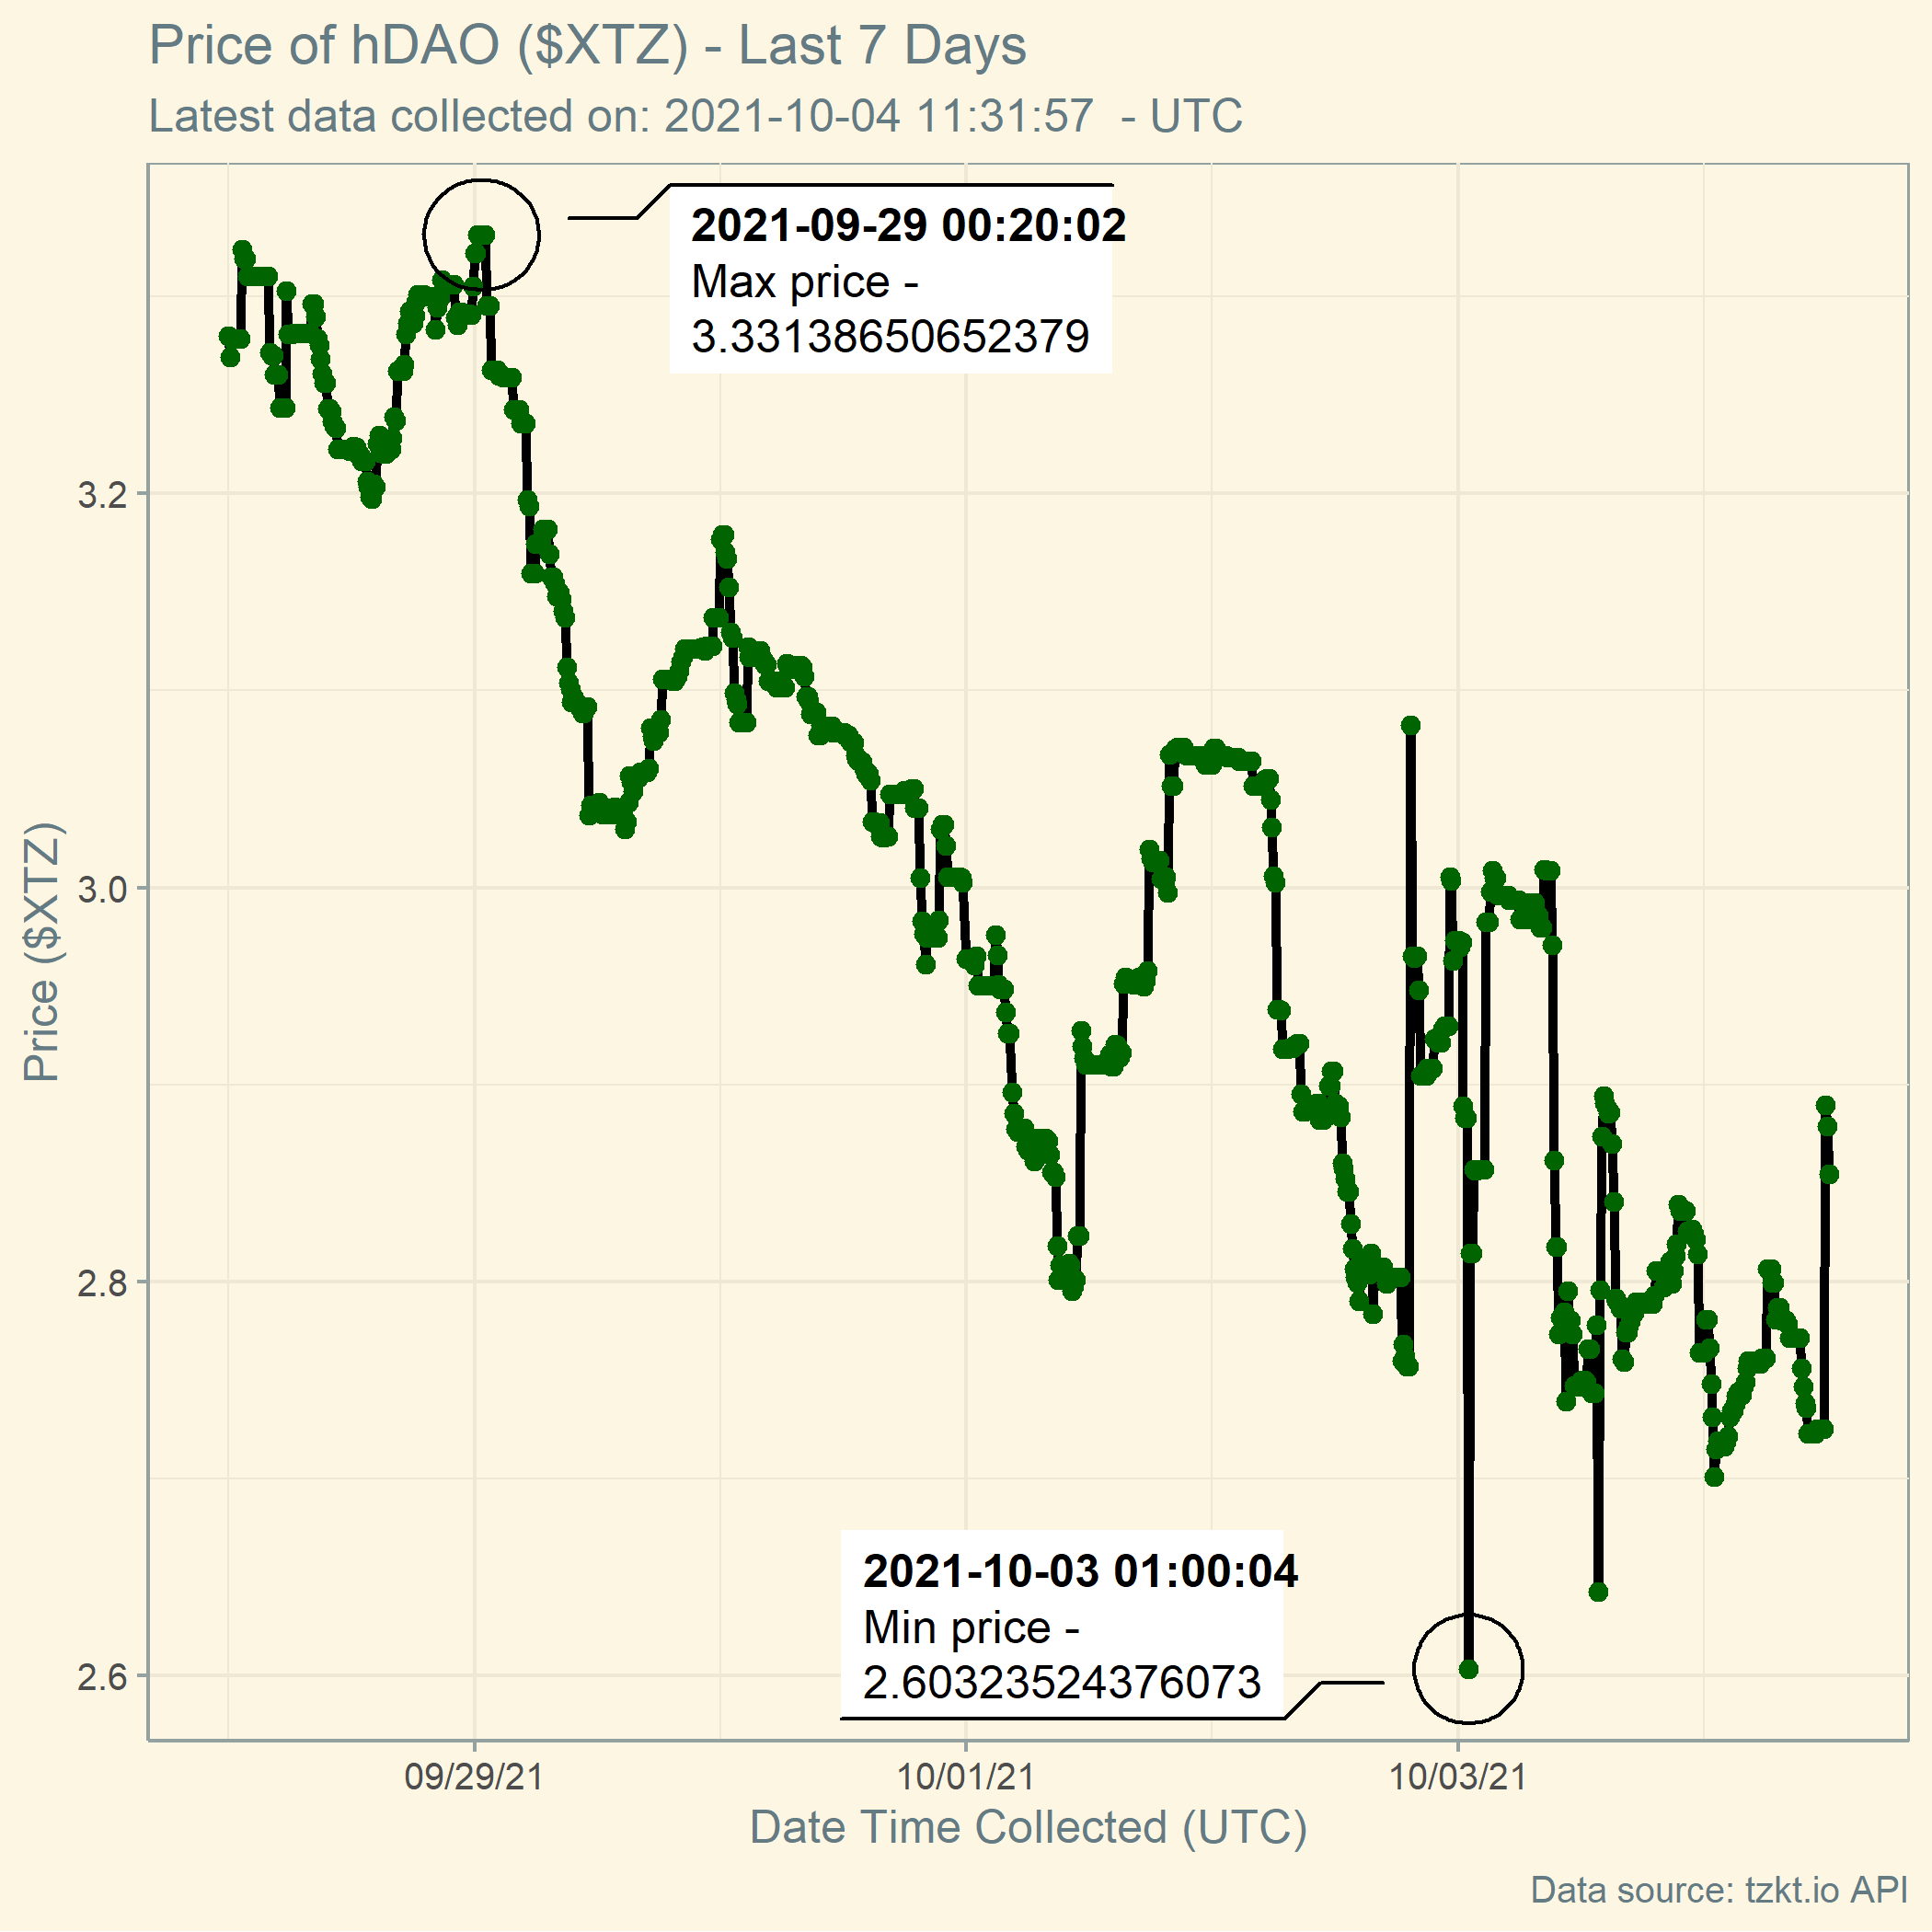 Price of hDAO ($XTZ) - Last 7 Days
Latest data collected on: 2021-10-04 11:31:57  - UTC
2021-09-29 00:20:02
Max price -
3.33138650652379
3.2
3.0
2.8
2.6
Price ($XTZ)
2021-10-03 01:00:04
Min price -
2.60323524376073
09/29/21
10/01/21
10/03/21
Date Time Collected (UTC)
Data source: tzkt.io API